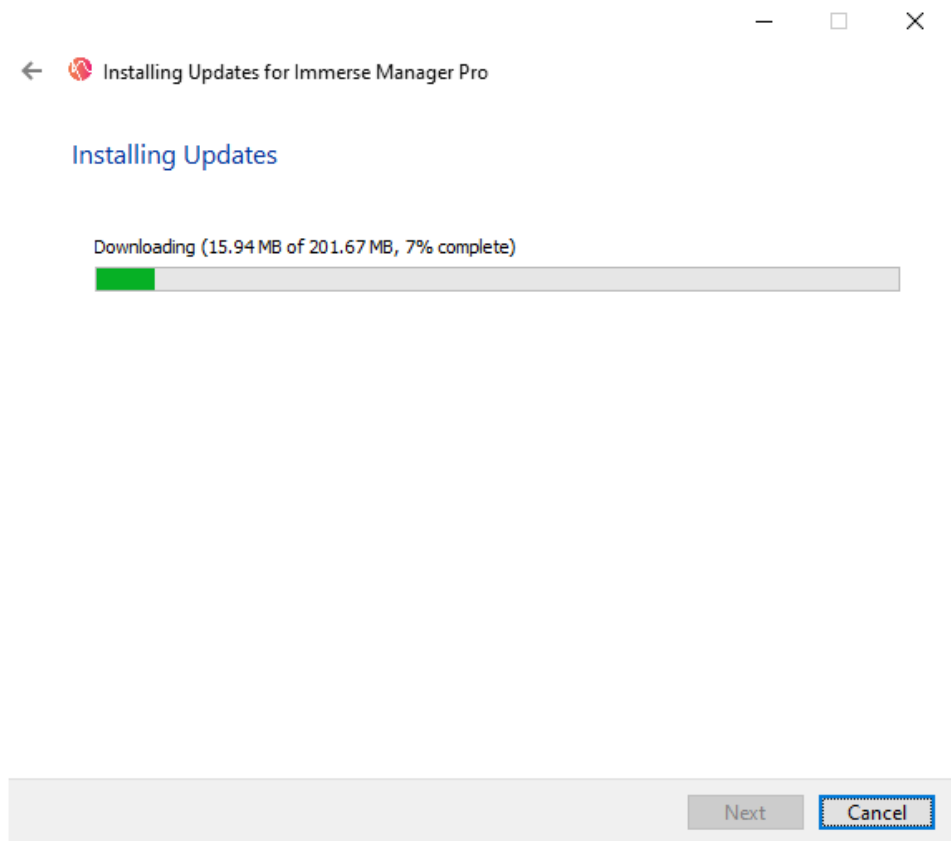 Installing Updates for Immerse Manager Pro
Installing Updates
Downloading (15.94 MB of 201.67 MB, 7% complete)
Next
Cancel